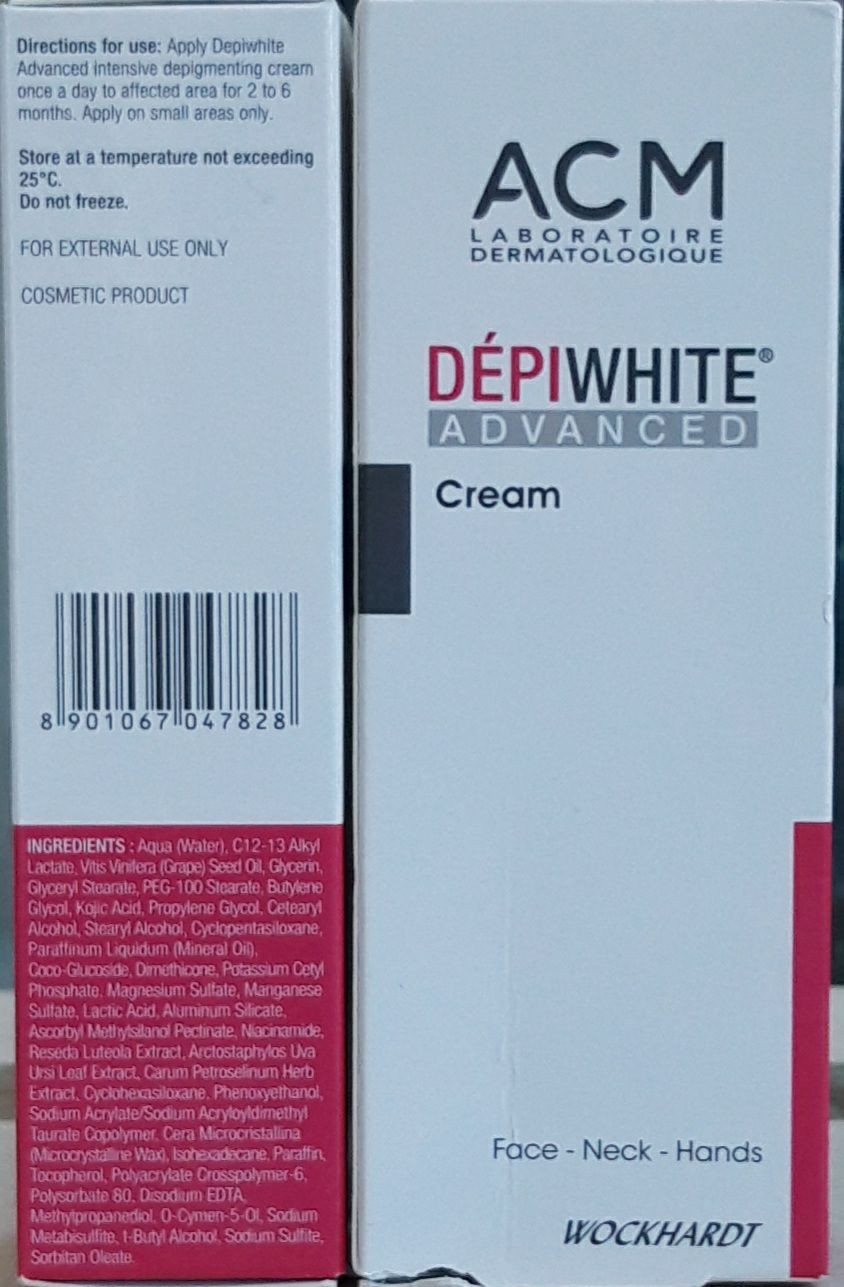 Directions for use: Apply Depiwhite
Advanced intensive depigmenting cream
once a day to affected area for 2 to 6
months. Apply on small areas only.
Store at a temperature not exceeding
25°C.
Do not freeze.
FOR EXTERNAL USE ONLY
COSMETIC PRODUCT
8 901067 047828
INGREDIENTS : Aqua (Water), C12-13 Alkyl
Lactate, Vitis Vinifera (Grape) Seed Oil, Glycerin,
Glyceryl Stearate, PEG-100 Stearate, Butylene
Glycol, Kojic Acid, Propylene Glycol, Cetearyl
Alcohol, Stearyl Alcohol, Cyclopentasiloxane,
Paraffinum Liquidum (Mineral Oil),
Coco-Glucoside, Dimethicone, Potassium Cetyl
Phosphate, Magnesium Sulfate, Manganese
Sulfate, Lactic Acid, Aluminum Silicate,
Ascorbyl Methylsilanol Pectinate, Niacinamide,
Reseda Luteola Extract, Arctostaphylos Uva
Ursi Leaf Extract, Carum Petroselinum Herb
Extract, Cyclohexasiloxane, Phenoxyethanol,
Sodium Acrylate/Sodium Acryloyldimethyl
Taurate Copolymer, Cera Microcristallina
(Microcrystalline Wax), Isohexadecane, Paraffin,
Tocopherol, Polyacrylate Crosspolymer-6,
Polysorbate 80, Disodium EDTA,
Methylpropanediol, O-Cymen-5-Ol, Sodium
Metabisulfite, t-Butyl Alcohol, Sodium Sulfite,
Sorbitan Oleate.
ACM
LABORATOIRE
DERMATOLOGIQUE
DÉPIWHITE®
ADVANCED
Cream
Face - Neck - Hands
WOCKHARDT